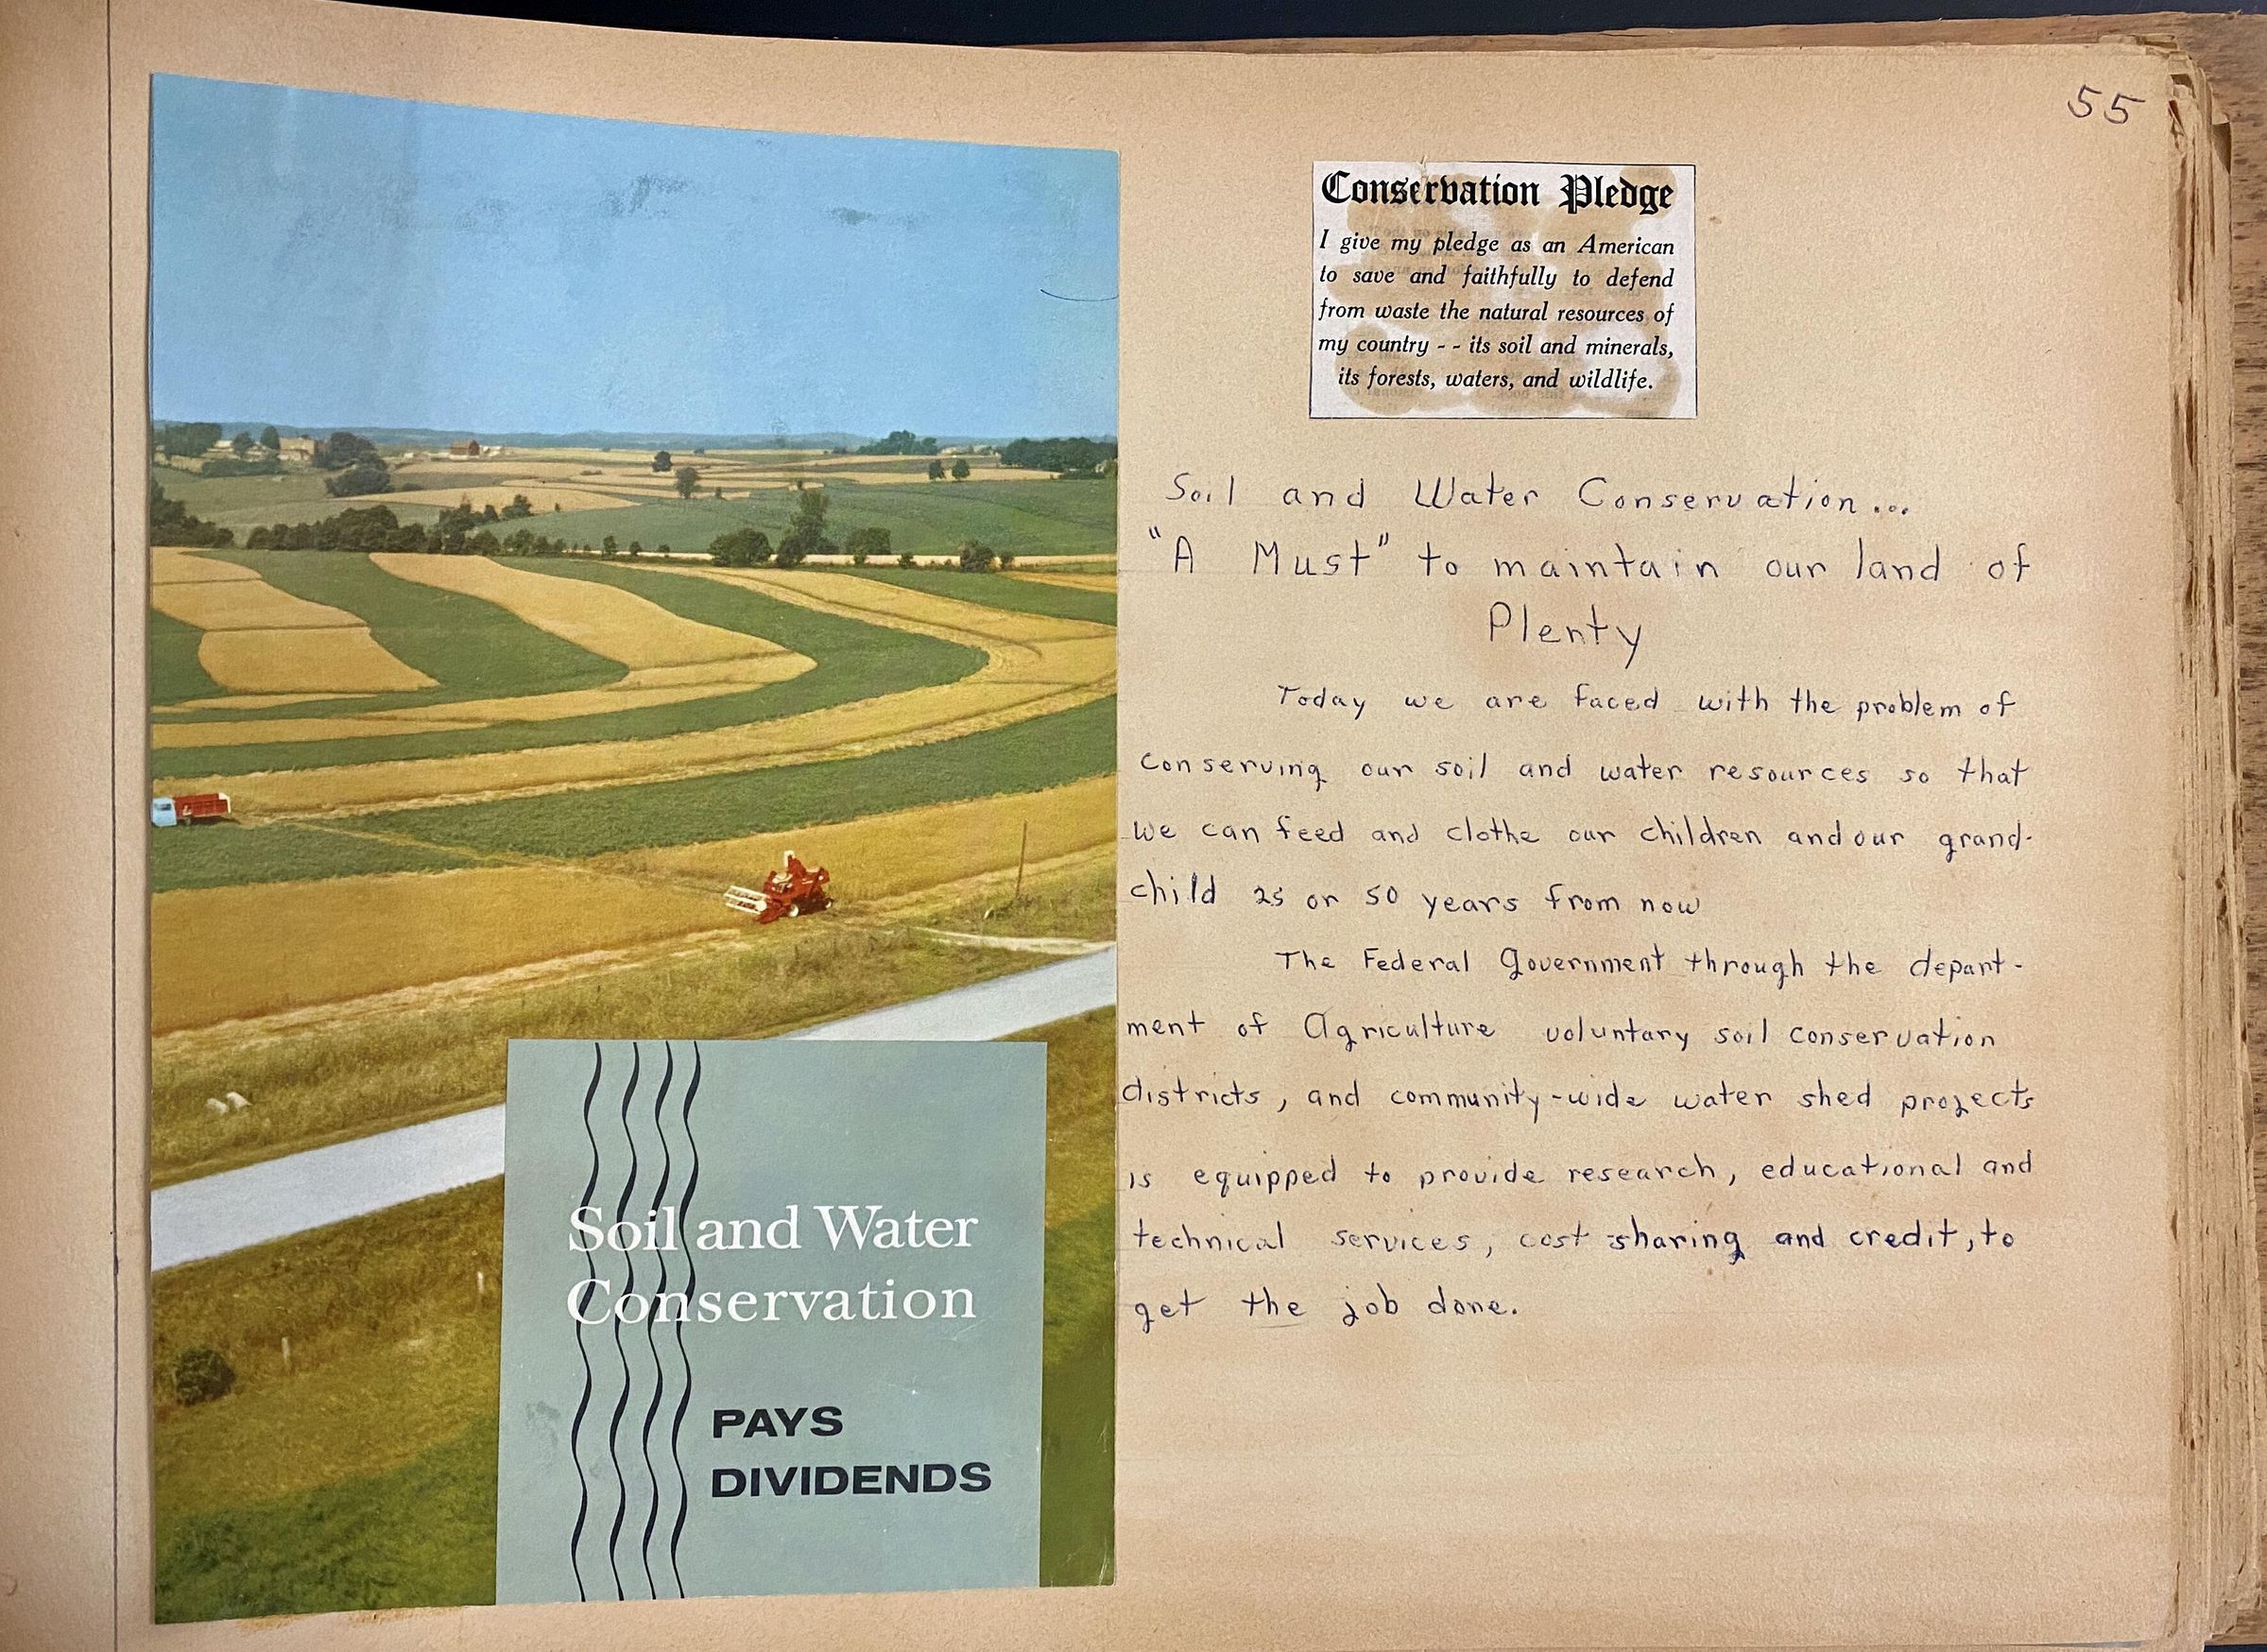 55
Conservation Pledge
I give my pledge as an American
to save and faithfully to defend
from waste the natural resources of
my country - - its soil and minerals,
its forests, waters, and wildlife.
Soil and Water Conservation...
"A Must" to maintain our land of
Plenty
Today we are faced with the problem of
conserving our soil and water resources so that
we can feed and clothe our children and our grand-
child 25 or 50 years from now
The Federal Government through the depart-
ment of Agriculture voluntary soil conservation
districts, and community-wide water shed projects
is equipped to provide research, educational and
technical services, cost sharing and credit, to
get the job done.
Soil and Water
Conservation
PAYS
DIVIDENDS